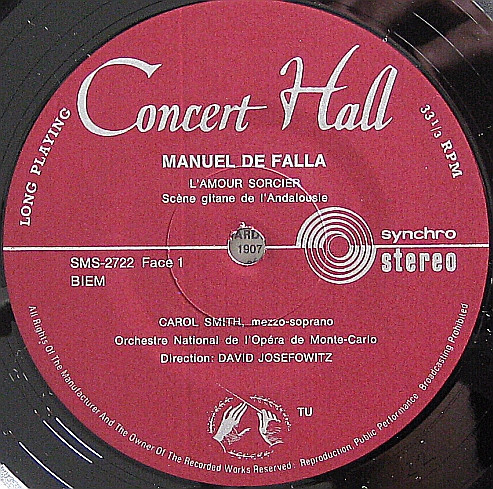 Concert Hall
LONG PLAYING
33 1/3 RPM
MANUEL DE FALLA
L'AMOUR SORCIER
Scène gitane de l'Andalousie
ARD
1907
synchro
stereo
SMS-2722 Face 1
BIEM
CAROL SMITH, mezzo-soprano
Orchestre National de l'Opéra de Monte-Carlo
Direction: DAVID JOSEFOWITZ
TU
All Rights Of The Manufacturer And The Owner Of The Recorded Works Reserved · Reproduction, Public Performance, Broadcasting Prohibited